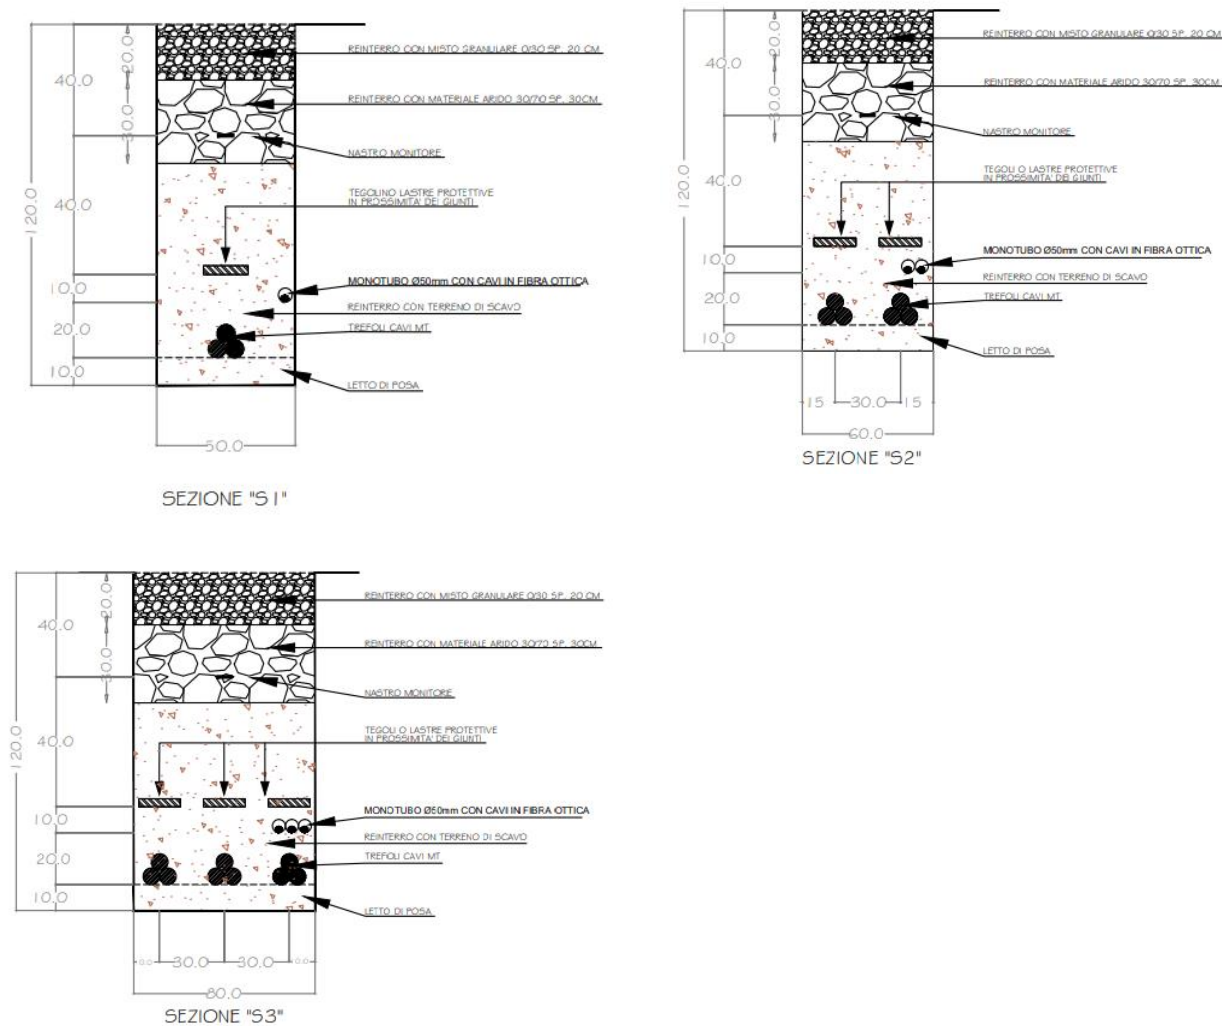 20.0
REINTERRO CON MISTO GRANULARE 0/30 SP. 20 CM
40.0
REINTERRO CON MATERIALE ARIDO 30/70 SP. 30CM
30.0
NASTRO MONITORE
TEGOLINO LASTRE PROTETTIVE
IN PROSSIMITA' DEI GIUNTI
40.0
120.0
MONOTUBO Ø50mm CON CAVI IN FIBRA OTTICA
10.0
REINTERRO CON TERRENO DI SCAVO
20.0
TREFOLI CAVI MT
10.0
LETTO DI POSA
50.0
SEZIONE "S1"
20.0
REINTERRO CON MISTO GRANULARE 0/30 SP. 20 CM
40.0
REINTERRO CON MATERIALE ARIDO 30/70 SP. 30CM
30.0
NASTRO MONITORE
TEGOLI O LASTRE PROTETTIVE
IN PROSSIMITA' DEI GIUNTI
40.0
120.0
MONOTUBO Ø50mm CON CAVI IN FIBRA OTTICA
10.0
REINTERRO CON TERRENO DI SCAVO
20.0
TREFOLI CAVI MT
10.0
LETTO DI POSA
15 30.0 15
60.0
SEZIONE "S2"
20.0
REINTERRO CON MISTO GRANULARE 0/30 SP. 20 CM
40.0
REINTERRO CON MATERIALE ARIDO 30/70 SP. 30CM
30.0
NASTRO MONITORE
TEGOLI O LASTRE PROTETTIVE
IN PROSSIMITA' DEI GIUNTI
40.0
120.0
MONOTUBO Ø50mm CON CAVI IN FIBRA OTTICA
10.0
REINTERRO CON TERRENO DI SCAVO
20.0
TREFOLI CAVI MT
10.0
LETTO DI POSA
30.0 30.0
80.0
SEZIONE "S3"